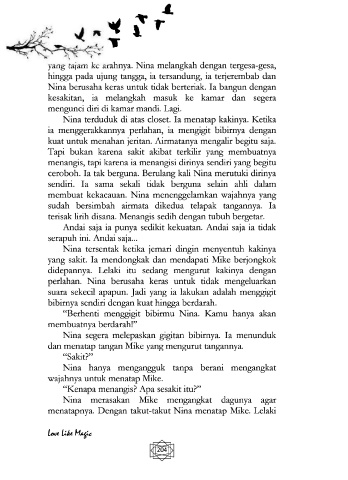 yang tajam ke arahnya. Nina melangkah dengan tergesa-gesa,
hingga pada ujung tangga, ia tersandung, ia terjerembab dan
Nina berusaha keras untuk tidak berteriak. Ia bangun dengan
kesakitan, ia melangkah masuk ke kamar dan segera
mengunci diri di kamar mandi. Lagi.
Nina terduduk di atas closet. Ia menatap kakinya. Ketika
ia menggerakkannya perlahan, ia mengigit bibirnya dengan
kuat untuk menahan jeritan. Airmatanya mengalir begitu saja.
Tapi bukan karena sakit akibat terkilir yang membuatnya
menangis, tapi karena ia menangisi dirinya sendiri yang begitu
ceroboh. Ia tak berguna. Berulang kali Nina merutuki dirinya
sendiri. Ia sama sekali tidak berguna selain ahli dalam
membuat kekacauan. Nina menenggelamkan wajahnya yang
sudah bersimbah airmata dikedua telapak tangannya. Ia
terisak lirih disana. Menangis sedih dengan tubuh bergetar.
Andai saja ia punya sedikit kekuatan. Andai saja ia tidak
serapuh ini. Andai saja...
Nina tersentak ketika jemari dingin menyentuh kakinya
yang sakit. Ia mendongkak dan mendapati Mike berjongkok
didepannya. Lelaki itu sedang mengurut kakinya dengan
perlahan. Nina berusaha keras untuk tidak mengeluarkan
suara sekecil apapun. Jadi yang ia lakukan adalah mengggigit
bibirnya sendiri dengan kuat hingga berdarah.
“Berhenti menggigit bibirmu Nina. Kamu hanya akan
membuatnya berdarah!”
Nina segera melepaskan gigitan bibirnya. Ia menunduk
dan menatap tangan Mike yang mengurut tangannya.
“Sakit?”
Nina hanya mengangguk tanpa berani mengangkat
wajahnya untuk menatap Mike.
“Kenapa menangis? Apa sesakit itu?”
Nina merasakan Mike mengangkat dagunya agar
menatapnya. Dengan takut-takut Nina menatap Mike. Lelaki
Love Like Magic
204